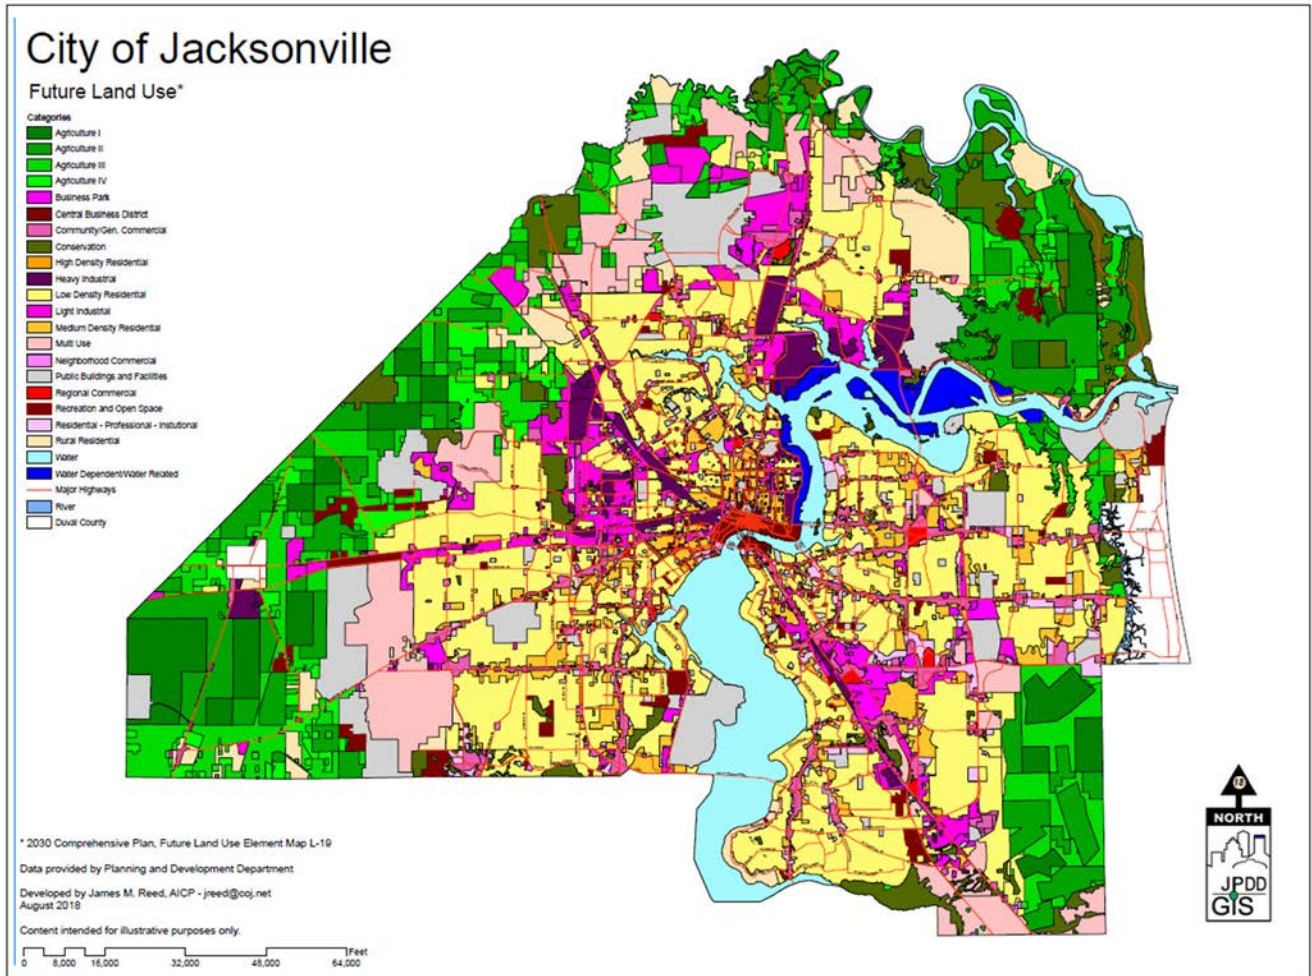 City of Jacksonville
Future Land Use*
Categories
Agriculture I
Agriculture II
Agriculture III
Agriculture IV
Business Park
Central Business District
Community/Gen. Commercial
Conservation
High Density Residential
Heavy Industrial
Low Density Residential
Light Industrial
Medium Density Residential
Multi Use
Neighborhood Commercial
Public Buildings and Facilities
Regional Commercial
Recreation and Open Space
Residential - Professional - Instutional
Rural Residential
Water
Water Dependent/Water Related
Major Highways
River
Duval County
* 2030 Comprehensive Plan, Future Land Use Element Map L-19
Data provided by Planning and Development Department
Developed by James M. Reed, AICP - jreed@coj.net
August 2018
Content intended for illustrative purposes only.
Feet
0 8,000 16,000 32,000 48,000 64,000
18
NORTH
JPDD
GIS